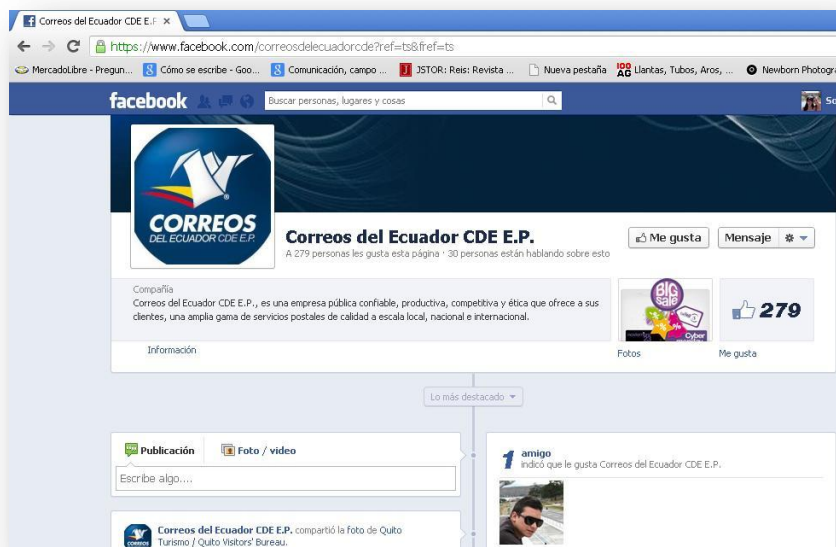 Correos del Ecuador CDE E.P.
https://www.facebook.com/correosdelecuadorcde?ref=ts&fref=ts
MercadoLibre - Pregun... Cómo se escribe - Goo... Comunicación, campo ... JSTOR: Reis: Revista ... Nueva pestaña Llantas, Tubos, Aros, ... Newborn Photogra
facebook Buscar personas, lugares y cosas So
CORREOS
DEL ECUADOR CDE E.P.
Correos del Ecuador CDE E.P.
A 279 personas les gusta esta página · 30 personas están hablando sobre esto
Me gusta Mensaje
Compañía
Correos del Ecuador CDE E.P., es una empresa pública confiable, productiva, competitiva y ética que ofrece a sus
clientes, una amplia gama de servicios postales de calidad a escala local, nacional e internacional.
Información
BIG
sale
Cyber
Fotos
279
Me gusta
Lo más destacado
Publicación Foto / video
Escribe algo....
1 amigo
indicó que le gusta Correos del Ecuador CDE E.P.
CORREOS
Correos del Ecuador CDE E.P. compartió la foto de Quito
Turismo / Quito Visitors' Bureau.